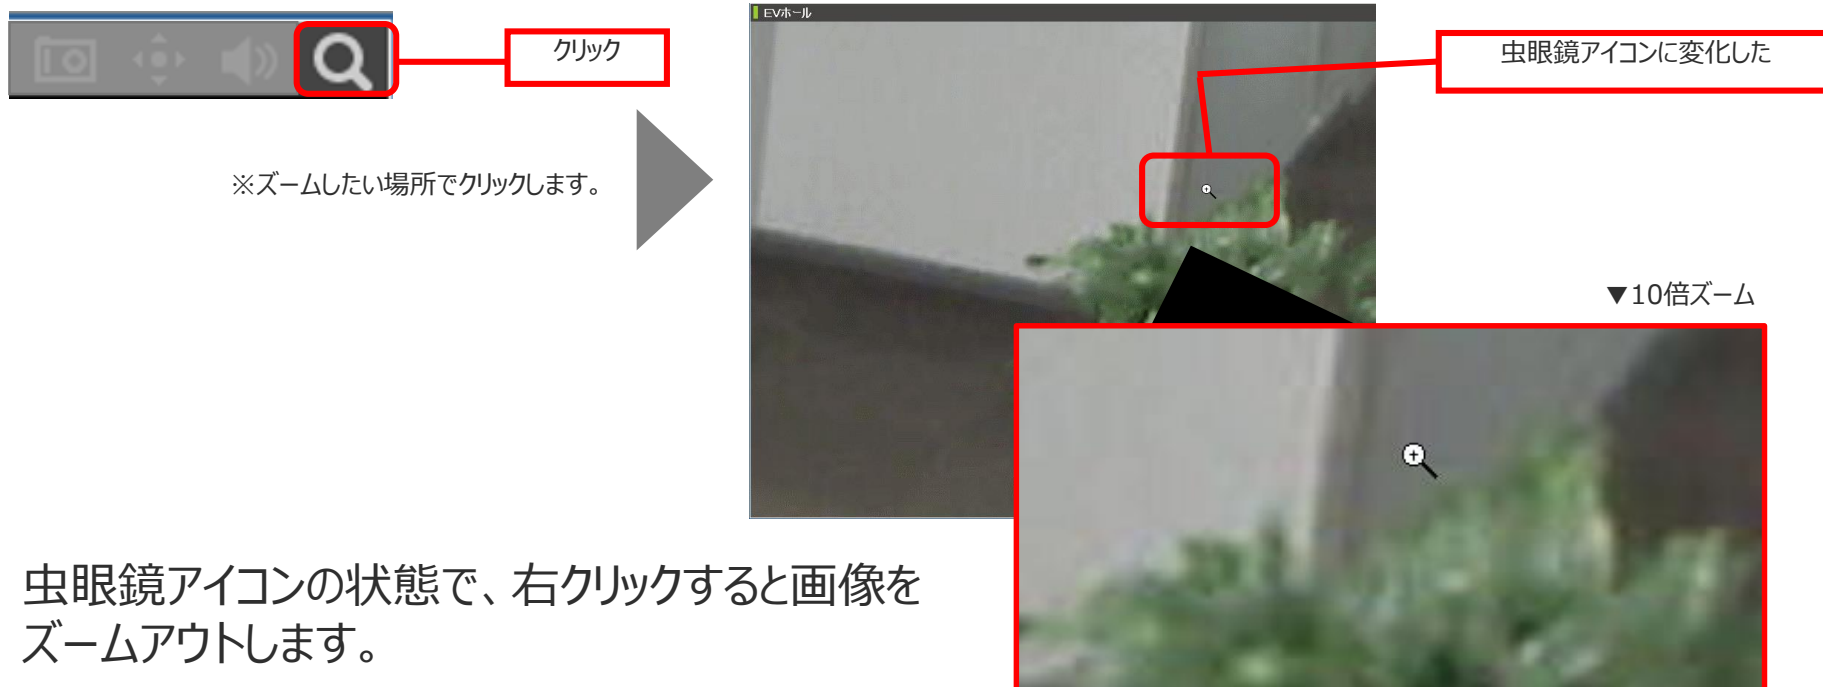 クリック
※ズームしたい場所でクリックします。
EVホール
虫眼鏡アイコンに変化した
▼10倍ズーム
虫眼鏡アイコンの状態で、右クリックすると画像を
ズームアウトします。